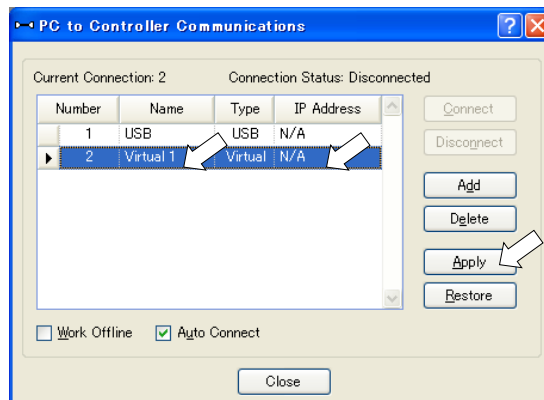 PC to Controller Communications
Current Connection: 2 Connection Status: Disconnected
Number Name Type IP Address
1 USB USB N/A
2 Virtual 1 Virtual N/A
Connect
Disconnect
Add
Delete
Apply
Restore
Work Offline Auto Connect
Close